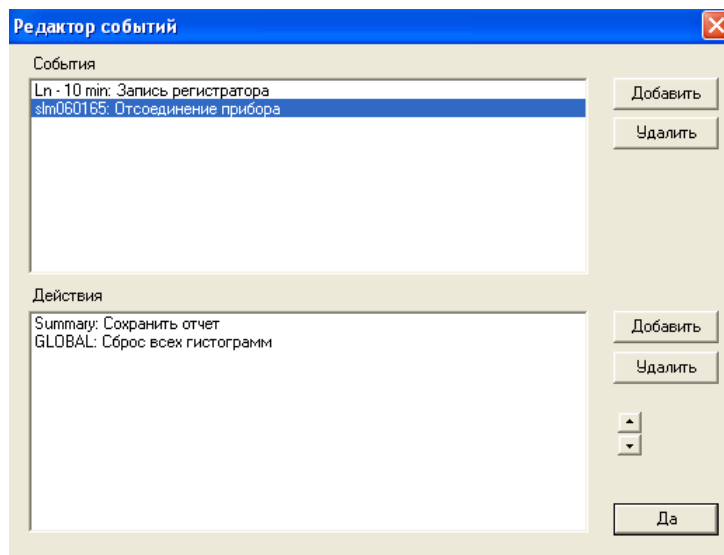 Редактор событий
События
Ln - 10 min: Запись регистратора
slm060165: Отсоединение прибора
Добавить
Удалить
Действия
Summary: Сохранить отчет
GLOBAL: Сброс всех гистограмм
Добавить
Удалить
Да